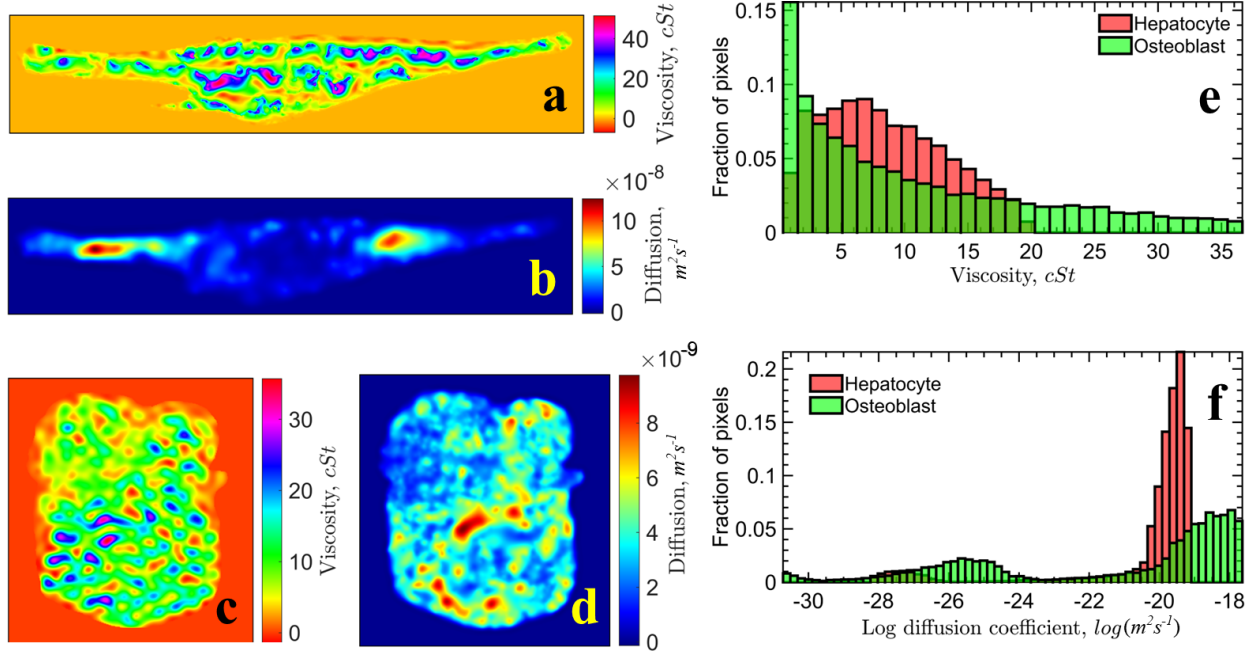 40
20
0
Viscosity, cSt
a
×10⁻⁸
10
5
0
Diffusion,
m²s⁻¹
b
30
20
10
0
Viscosity, cSt
c
×10⁻⁹
8
6
4
2
0
Diffusion, m²s⁻¹
d
0.15
0.1
0.05
0
Fraction of pixels
Hepatocyte
Osteoblast
e
5 10 15 20 25 30 35
Viscosity, cSt
0.2
0.15
0.1
0.05
0
Fraction of pixels
Hepatocyte
Osteoblast
f
-30 -28 -26 -24 -22 -20 -18
Log diffusion coefficient, log(m²s⁻¹)